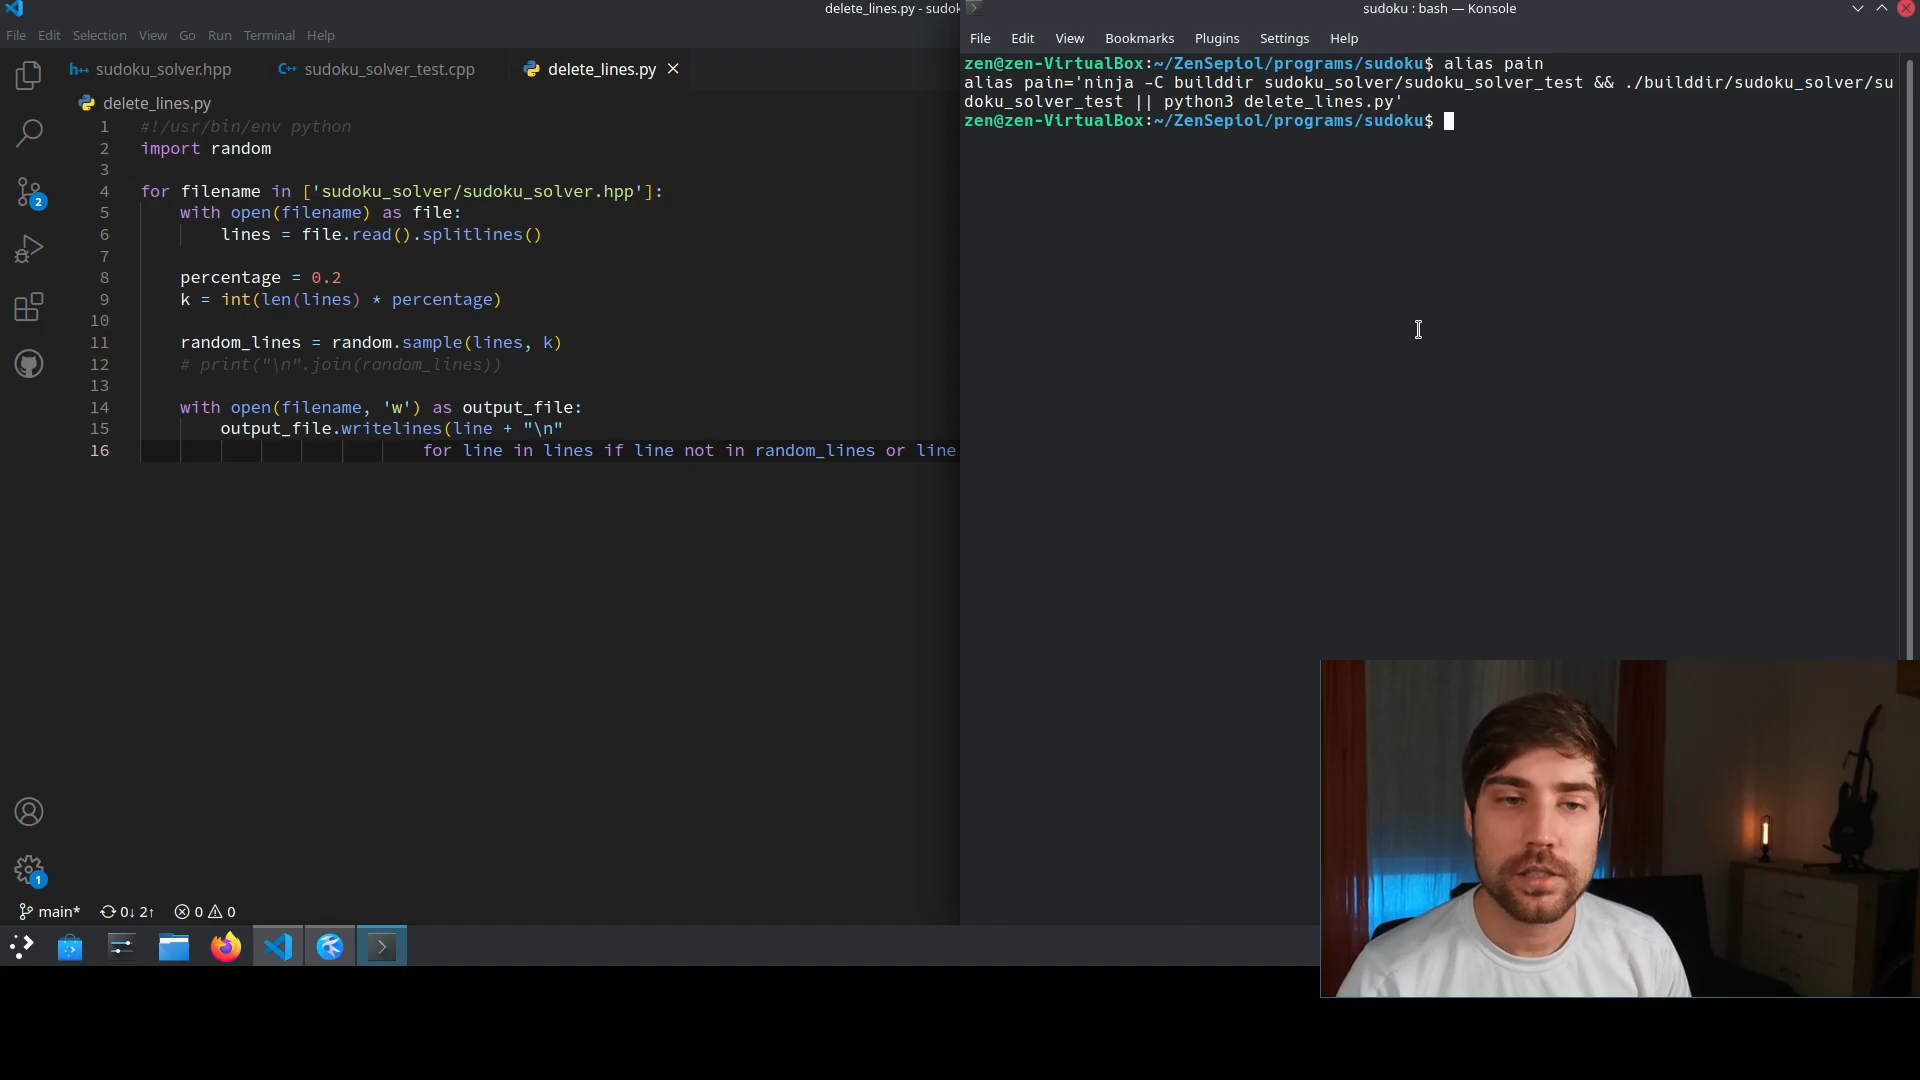 delete_lines.py - sudok
File Edit Selection View Go Run Terminal Help
h++ sudoku_solver.hpp
C++ sudoku_solver_test.cpp
delete_lines.py
delete_lines.py
1 #!/usr/bin/env python
2 import random
3
4 for filename in ['sudoku_solver/sudoku_solver.hpp']:
5 with open(filename) as file:
6 lines = file.read().splitlines()
7
8 percentage = 0.2
9 k = int(len(lines) * percentage)
10
11 random_lines = random.sample(lines, k)
12 # print("\n".join(random_lines))
13
14 with open(filename, 'w') as output_file:
15 output_file.writelines(line + "\n"
16 for line in lines if line not in random_lines or line
2
1
main* 0↓ 2↑ 0 0
sudoku : bash — Konsole
File Edit View Bookmarks Plugins Settings Help
zen@zen-VirtualBox:~/ZenSepiol/programs/sudoku$ alias pain
alias pain='ninja -C builddir sudoku_solver/sudoku_solver_test && ./builddir/sudoku_solver/su
doku_solver_test || python3 delete_lines.py'
zen@zen-VirtualBox:~/ZenSepiol/programs/sudoku$